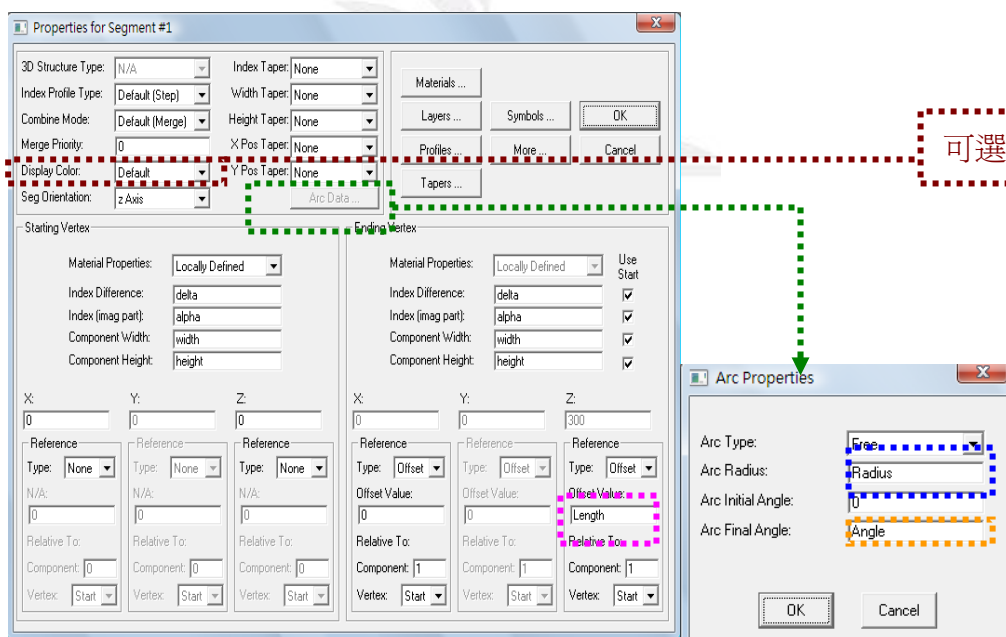 Properties for Segment #1
3D Structure Type: N/A Index Taper: None
Index Profile Type: Default (Step) Width Taper: None
Combine Mode: Default (Merge) Height Taper: None
Merge Priority: 0 X Pos Taper: None
Display Color: Default Y Pos Taper: None
Seg Orientation: z Axis Arc Data ...
Materials ...
Layers ... Symbols ... OK
Profiles ... More ... Cancel
Tapers ...
可選
Starting Vertex
Material Properties: Locally Defined
Index Difference: delta
Index (imag part): alpha
Component Width: width
Component Height: height
X: Y: Z:
0 0 0
Reference Reference Reference
Type: None Type: None Type: None
N/A: N/A: N/A:
0 0 0
Relative To: Relative To: Relative To:
Component: 0 Component: 0 Component: 0
Vertex: Start Vertex: Start Vertex: Start
Ending Vertex
Material Properties: Locally Defined Use Start
Index Difference: delta
Index (imag part): alpha
Component Width: width
Component Height: height
X: Y: Z:
0 0 300
Reference Reference Reference
Type: Offset Type: Offset Type: Offset
Offset Value: Offset Value: Offset Value:
0 0 Length
Relative To: Relative To: Relative To:
Component: 1 Component: 1 Component: 1
Vertex: Start Vertex: Start Vertex: Start
Arc Properties
Arc Type: Free
Arc Radius: Radius
Arc Initial Angle: 0
Arc Final Angle: Angle
OK Cancel